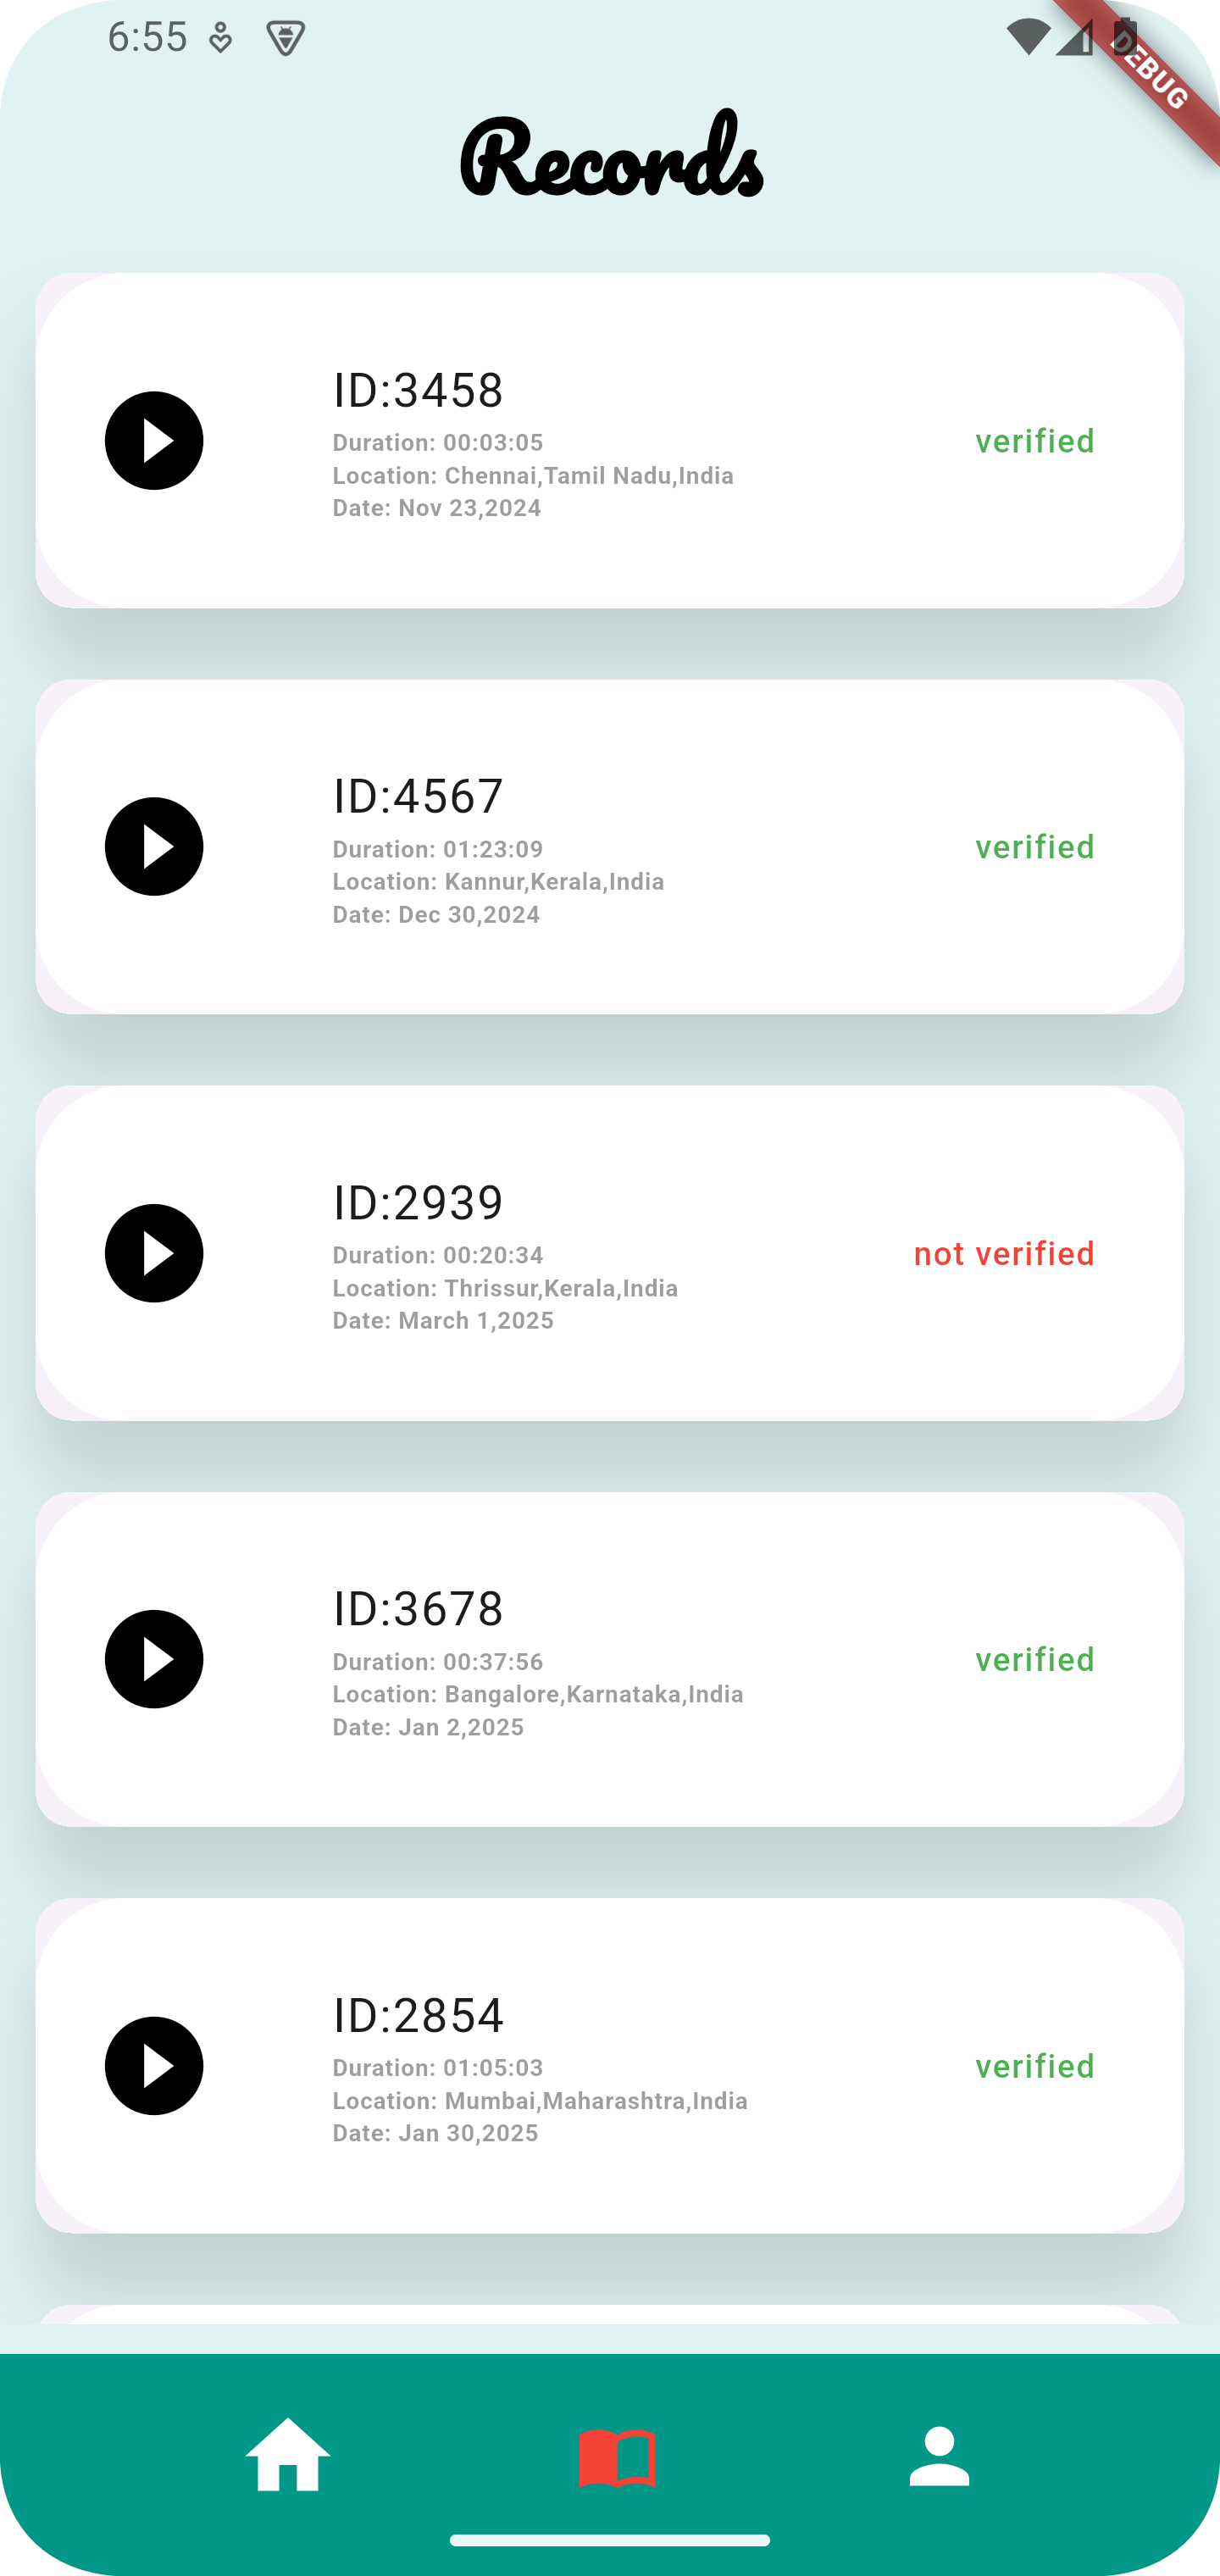 6:55
DEBUG
Records
ID:3458
Duration: 00:03:05
Location: Chennai,Tamil Nadu,India
Date: Nov 23,2024
verified
ID:4567
Duration: 01:23:09
Location: Kannur,Kerala,India
Date: Dec 30,2024
verified
ID:2939
Duration: 00:20:34
Location: Thrissur,Kerala,India
Date: March 1,2025
not verified
ID:3678
Duration: 00:37:56
Location: Bangalore,Karnataka,India
Date: Jan 2,2025
verified
ID:2854
Duration: 01:05:03
Location: Mumbai,Maharashtra,India
Date: Jan 30,2025
verified